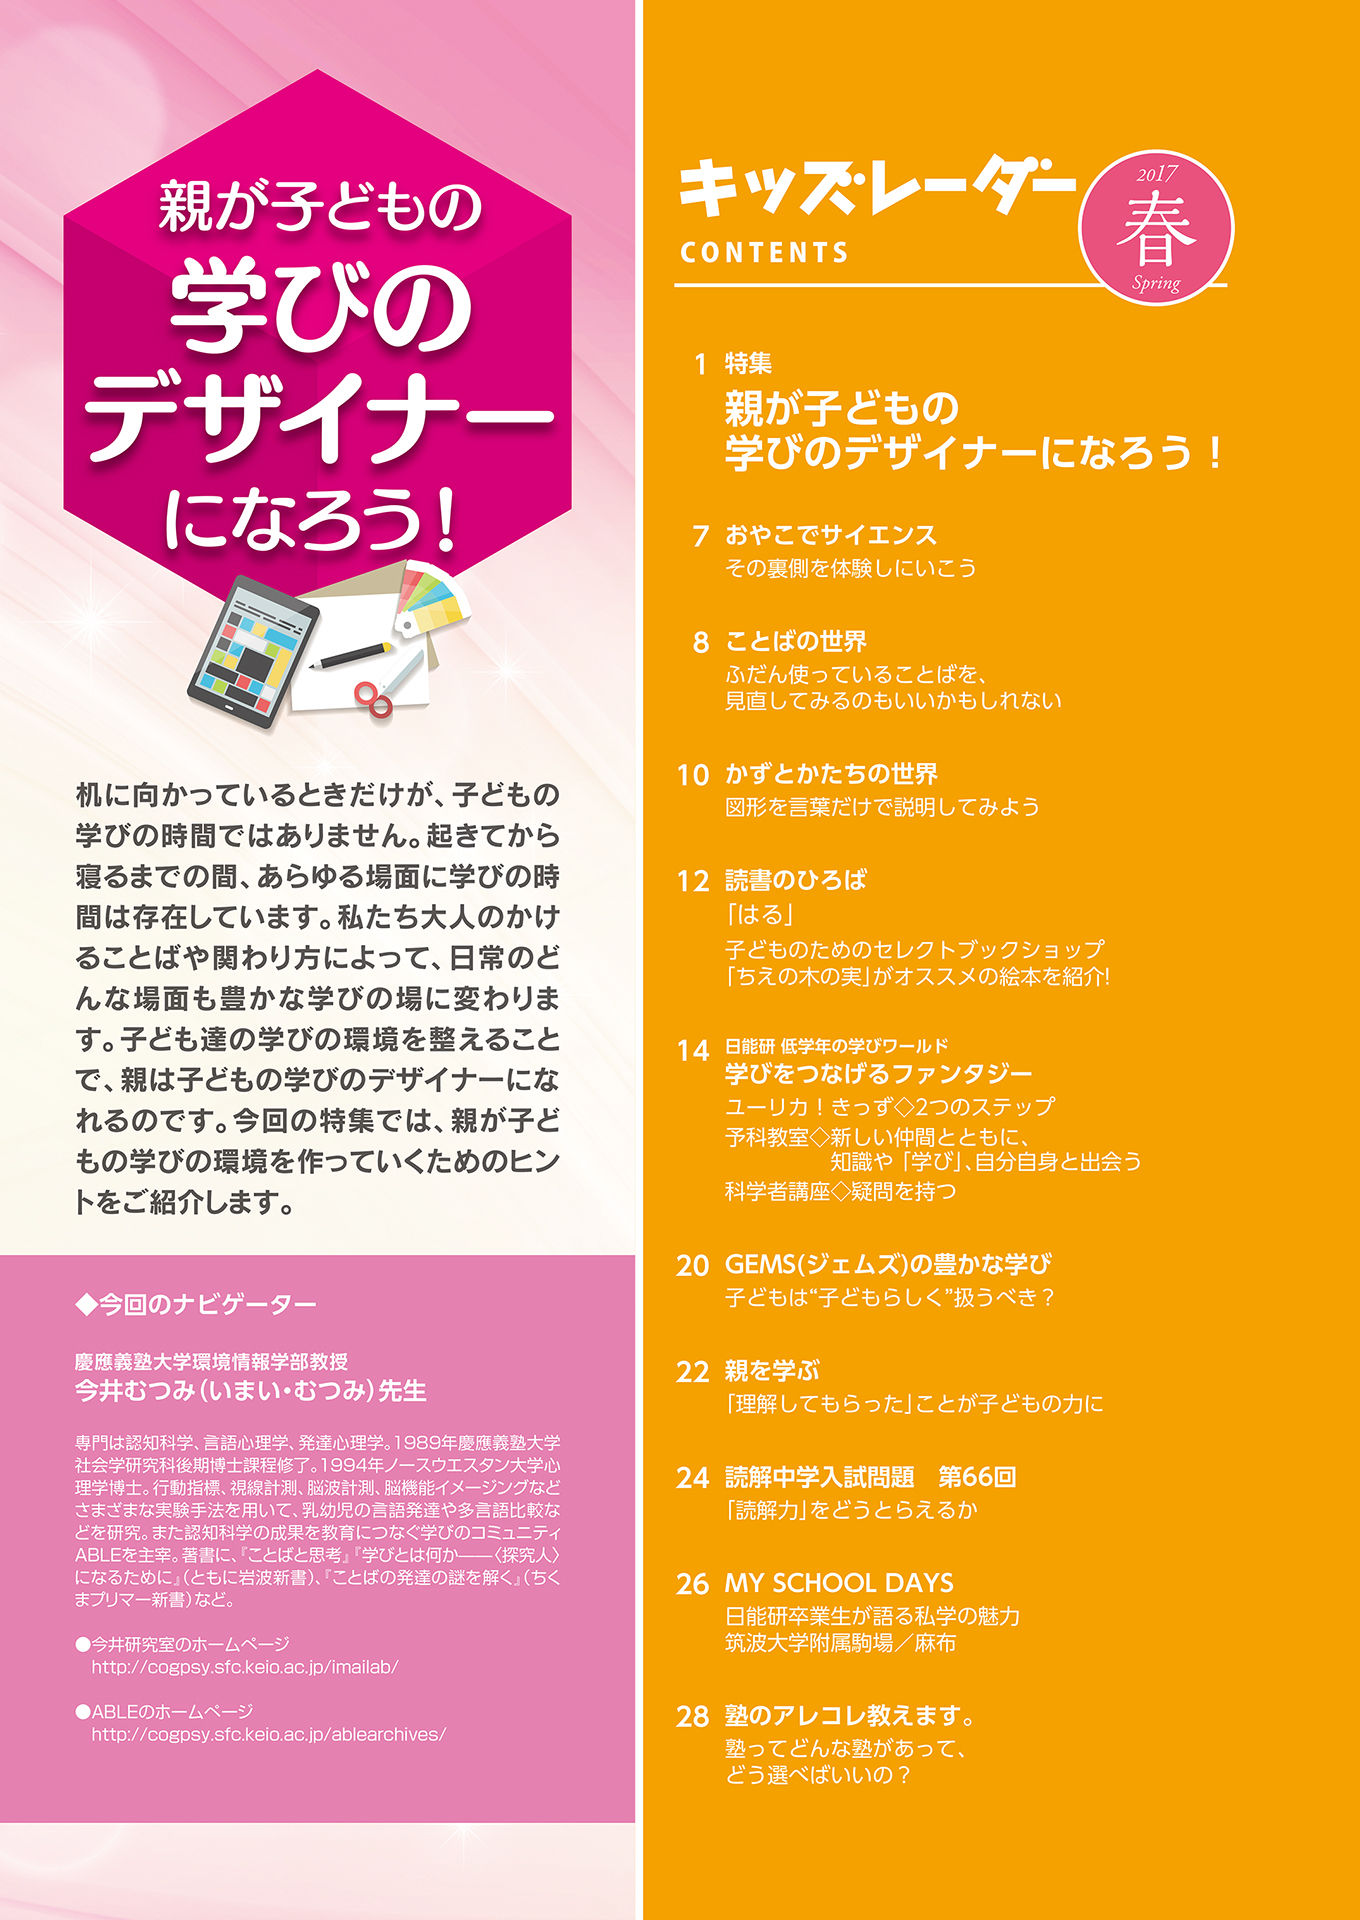 親が子どもの
学びの
デザイナー
になろう！
机に向かっているときだけが、子どもの
学びの時間ではありません。起きてから
寝るまでの間、あらゆる場面に学びの時
間は存在しています。私たち大人のかけ
ることばや関わり方によって、日常のど
んな場面も豊かな学びの場に変わりま
す。子ども達の学びの環境を整えること
で、親は子どもの学びのデザイナーにな
れるのです。今回の特集では、親が子ど
もの学びの環境を作っていくためのヒン
トをご紹介します。
◆今回のナビゲーター
慶應義塾大学環境情報学部教授
今井むつみ（いまい・むつみ）先生
専門は認知科学、言語心理学、発達心理学。1989年慶應義塾大学
社会学研究科後期博士課程修了。1994年ノースウエスタン大学心
理学博士。行動指標、視線計測、脳波計測、脳機能イメージングなど
さまざまな実験手法を用いて、乳幼児の言語発達や多言語比較な
どを研究。また認知科学の成果を教育につなぐ学びのコミュニティ
ABLEを主宰。著書に、『ことばと思考』『学びとは何か――〈探究人〉
になるために』（ともに岩波新書）、『ことばの発達の謎を解く』（ちく
まプリマー新書）など。
●今井研究室のホームページ
http://cogpsy.sfc.keio.ac.jp/imailab/
●ABLEのホームページ
http://cogpsy.sfc.keio.ac.jp/ablearchives/
キッズレーダー
CONTENTS
2017
春
Spring
1 特集
親が子どもの
学びのデザイナーになろう！
7 おやこでサイエンス
その裏側を体験しにいこう
8 ことばの世界
ふだん使っていることばを、
見直してみるのもいいかもしれない
10 かずとかたちの世界
図形を言葉だけで説明してみよう
12 読書のひろば
「はる」
子どものためのセレクトブックショップ
「ちえの木の実」がオススメの絵本を紹介!
14 日能研 低学年の学びワールド
学びをつなげるファンタジー
ユーリカ！きっず◇2つのステップ
予科教室◇新しい仲間とともに、
知識や「学び」、自分自身と出会う
科学者講座◇疑問を持つ
20 GEMS(ジェムズ)の豊かな学び
子どもは“子どもらしく”扱うべき？
22 親を学ぶ
「理解してもらった」ことが子どもの力に
24 読解中学入試問題　第66回
「読解力」をどうとらえるか
26 MY SCHOOL DAYS
日能研卒業生が語る私学の魅力
筑波大学附属駒場／麻布
28 塾のアレコレ教えます。
塾ってどんな塾があって、
どう選べばいいの？